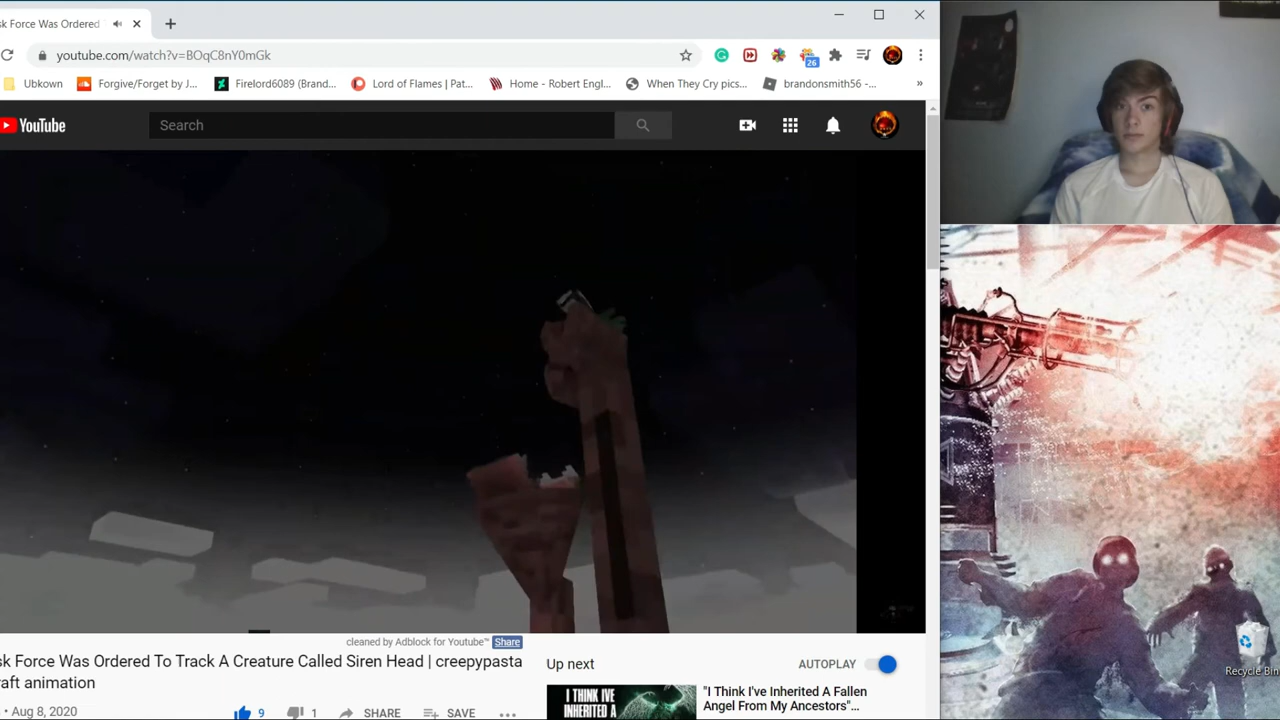 sk Force Was Ordered
youtube.com/watch?v=BOqC8nY0mGk
26
Ubkown
Forgive/Forget by J...
Firelord6089 (Brand...
Lord of Flames | Pat...
Home - Robert Engl...
When They Cry pics...
brandonsmith56 -...
»
YouTube
Search
cleaned by Adblock for Youtube™ Share
sk Force Was Ordered To Track A Creature Called Siren Head | creepypasta
raft animation
• Aug 8, 2020
9
1
SHARE
SAVE
Up next
AUTOPLAY
I THINK I'VE
INHERITED A
"I Think I've Inherited A Fallen
Angel From My Ancestors"...
Recycle Bin